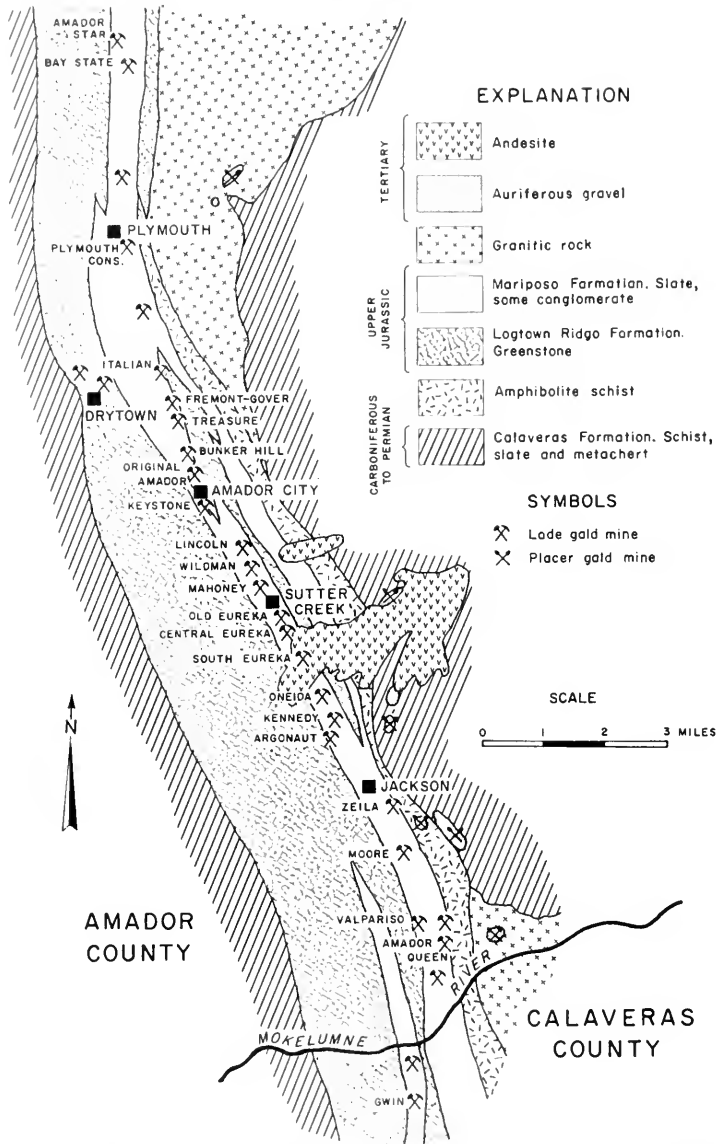 AMADOR
STAR
BAY STATE
PLYMOUTH
PLYMOUTH
CONS.
ITALIAN
DRYTOWN
FREMONT-GOVER
TREASURE
BUNKER HILL
ORIGINAL
AMADOR
AMADOR CITY
KEYSTONE
LINCOLN
WILDMAN
MAHONEY
SUTTER
CREEK
OLD EUREKA
CENTRAL EUREKA
SOUTH EUREKA
ONEIDA
KENNEDY
ARGONAUT
JACKSON
ZEILA
MOORE
VALPARISO
AMADOR
QUEEN
RIVER
MOKELUMNE
GWIN
AMADOR
COUNTY
CALAVERAS
COUNTY
N
EXPLANATION
TERTIARY
Andesite
Auriferous gravel
Granitic rock
UPPER
JURASSIC
Mariposa Formation. Slate,
some conglomerate
Logtown Ridge Formation.
Greenstone
Amphibolite schist
CARBONIFEROUS
TO PERMIAN
Calaveras Formation. Schist,
slate and metachert
SYMBOLS
Lode gold mine
Placer gold mine
SCALE
0 1 2 3 MILES